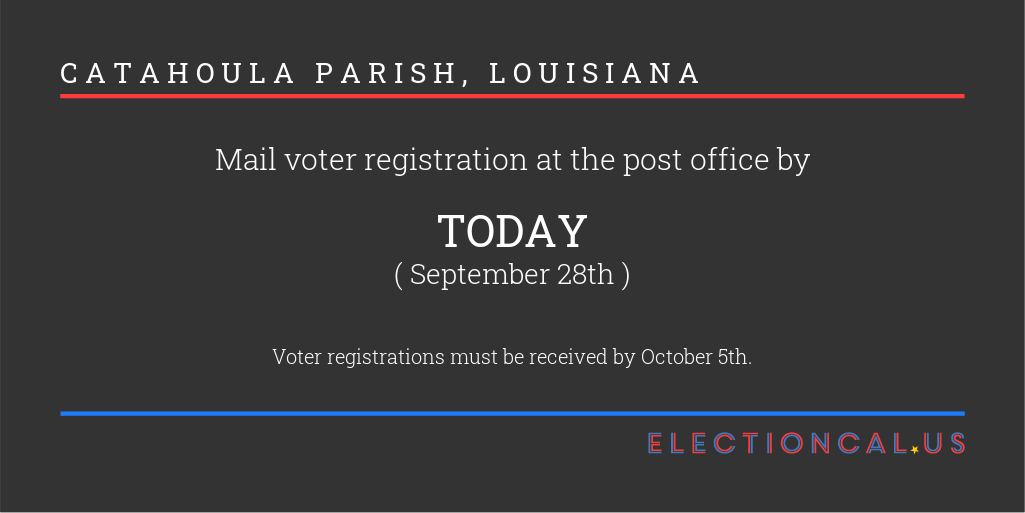 CATAHOULA PARISH, LOUISIANA
Mail voter registration at the post office by
TODAY
( September 28th )
Voter registrations must be received by October 5th.
ELECTIONCAL.US